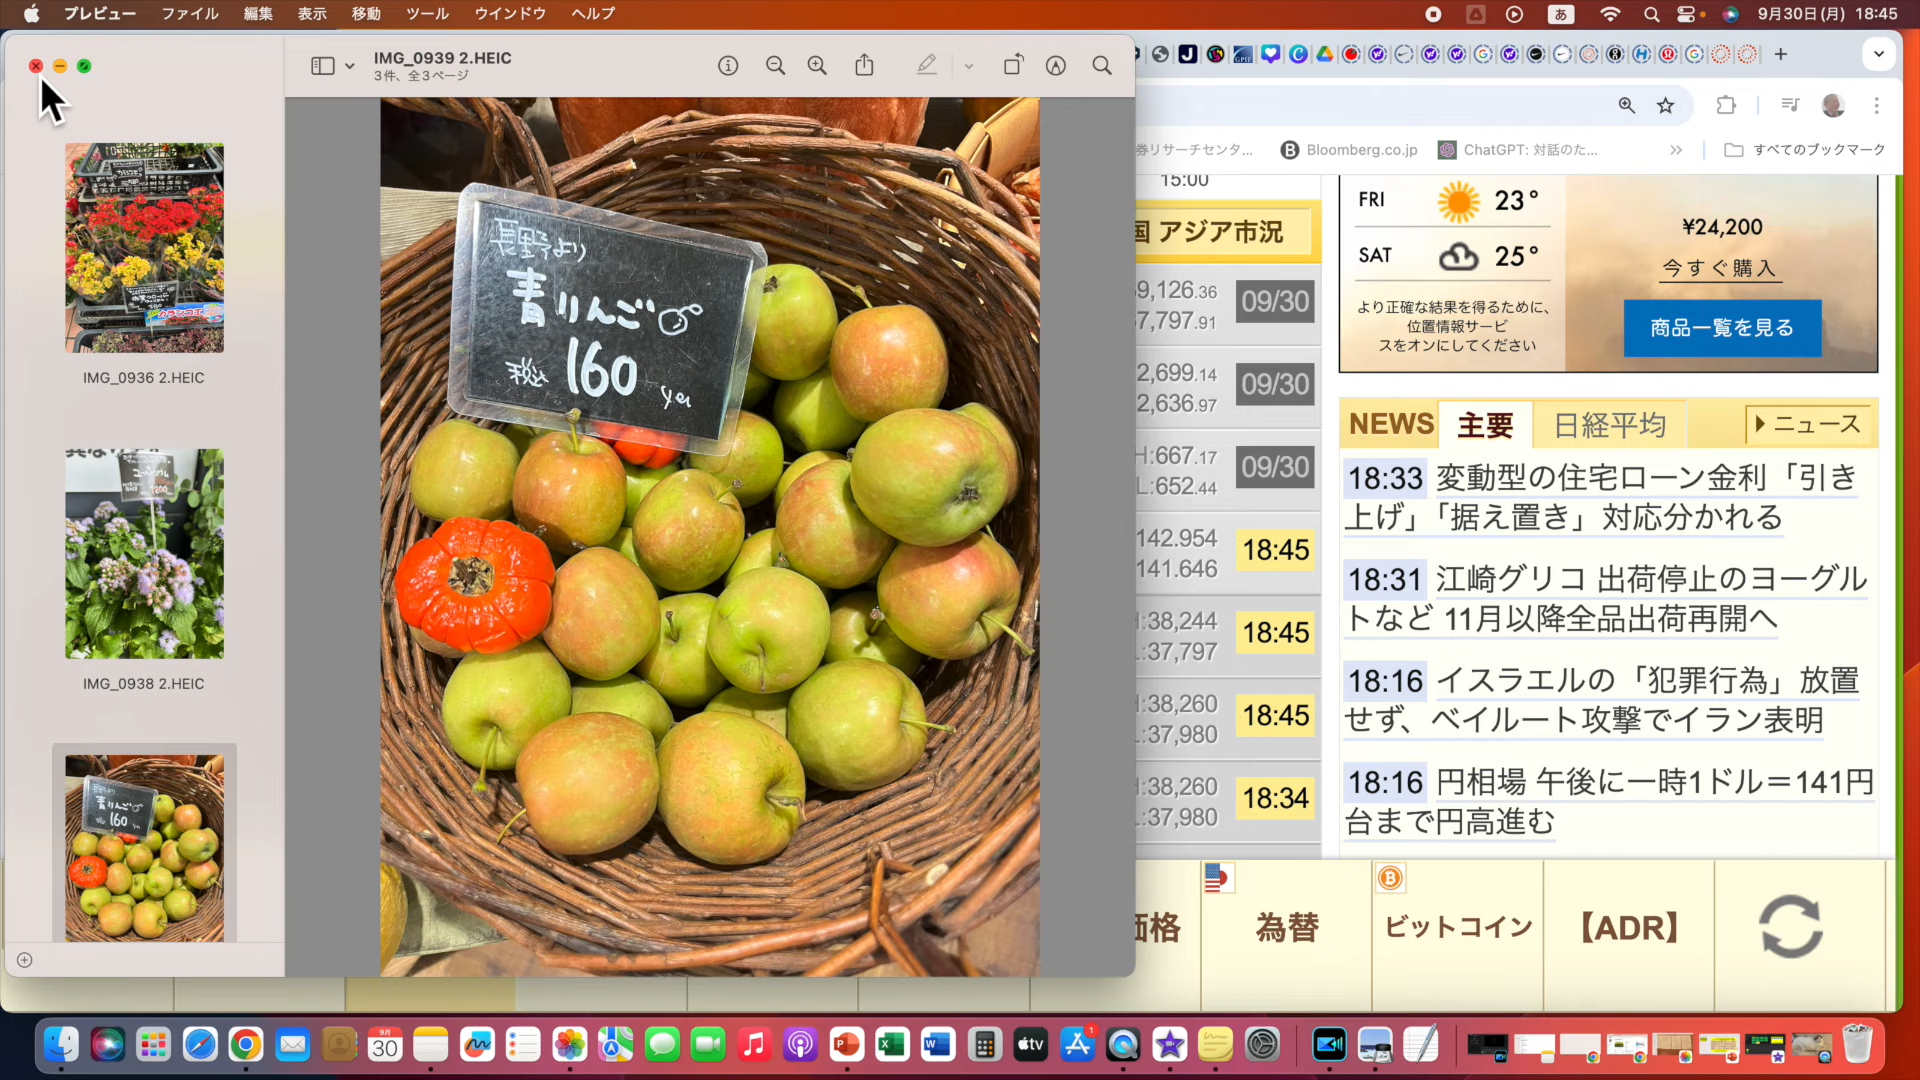 プレビュー ファイル 編集 表示 移動 ツール ウインドウ ヘルプ
あ 9月30日(月) 18:45
IMG_0939 2.HEIC
3件、全3ページ
IMG_0936 2.HEIC
IMG_0938 2.HEIC
長野より
青りんご
税込 160 yen
券リサーチセンタ... Bloomberg.co.jp ChatGPT: 対話のた... すべてのブックマーク
15:00
国 アジア市況
9,126.36
7,797.91
09/30
2,699.14
2,636.97
09/30
H:667.17
L:652.44
09/30
142.954
141.646
18:45
H:38,244
L:37,797
18:45
H:38,260
L:37,980
18:45
H:38,260
L:37,980
18:34
FRI 23°
SAT 25°
より正確な結果を得るために、
位置情報サービ
スをオンにしてください
¥24,200
今すぐ購入
商品一覧を見る
NEWS 主要 日経平均 ニュース
18:33 変動型の住宅ローン金利「引き
上げ」「据え置き」対応分かれる
18:31 江崎グリコ 出荷停止のヨーグル
トなど 11月以降全品出荷再開へ
18:16 イスラエルの「犯罪行為」放置
せず、ベイルート攻撃でイラン表明
18:16 円相場 午後に一時1ドル＝141円
台まで円高進む
価格 為替 ビットコイン 【ADR】
9月
30
tv
1